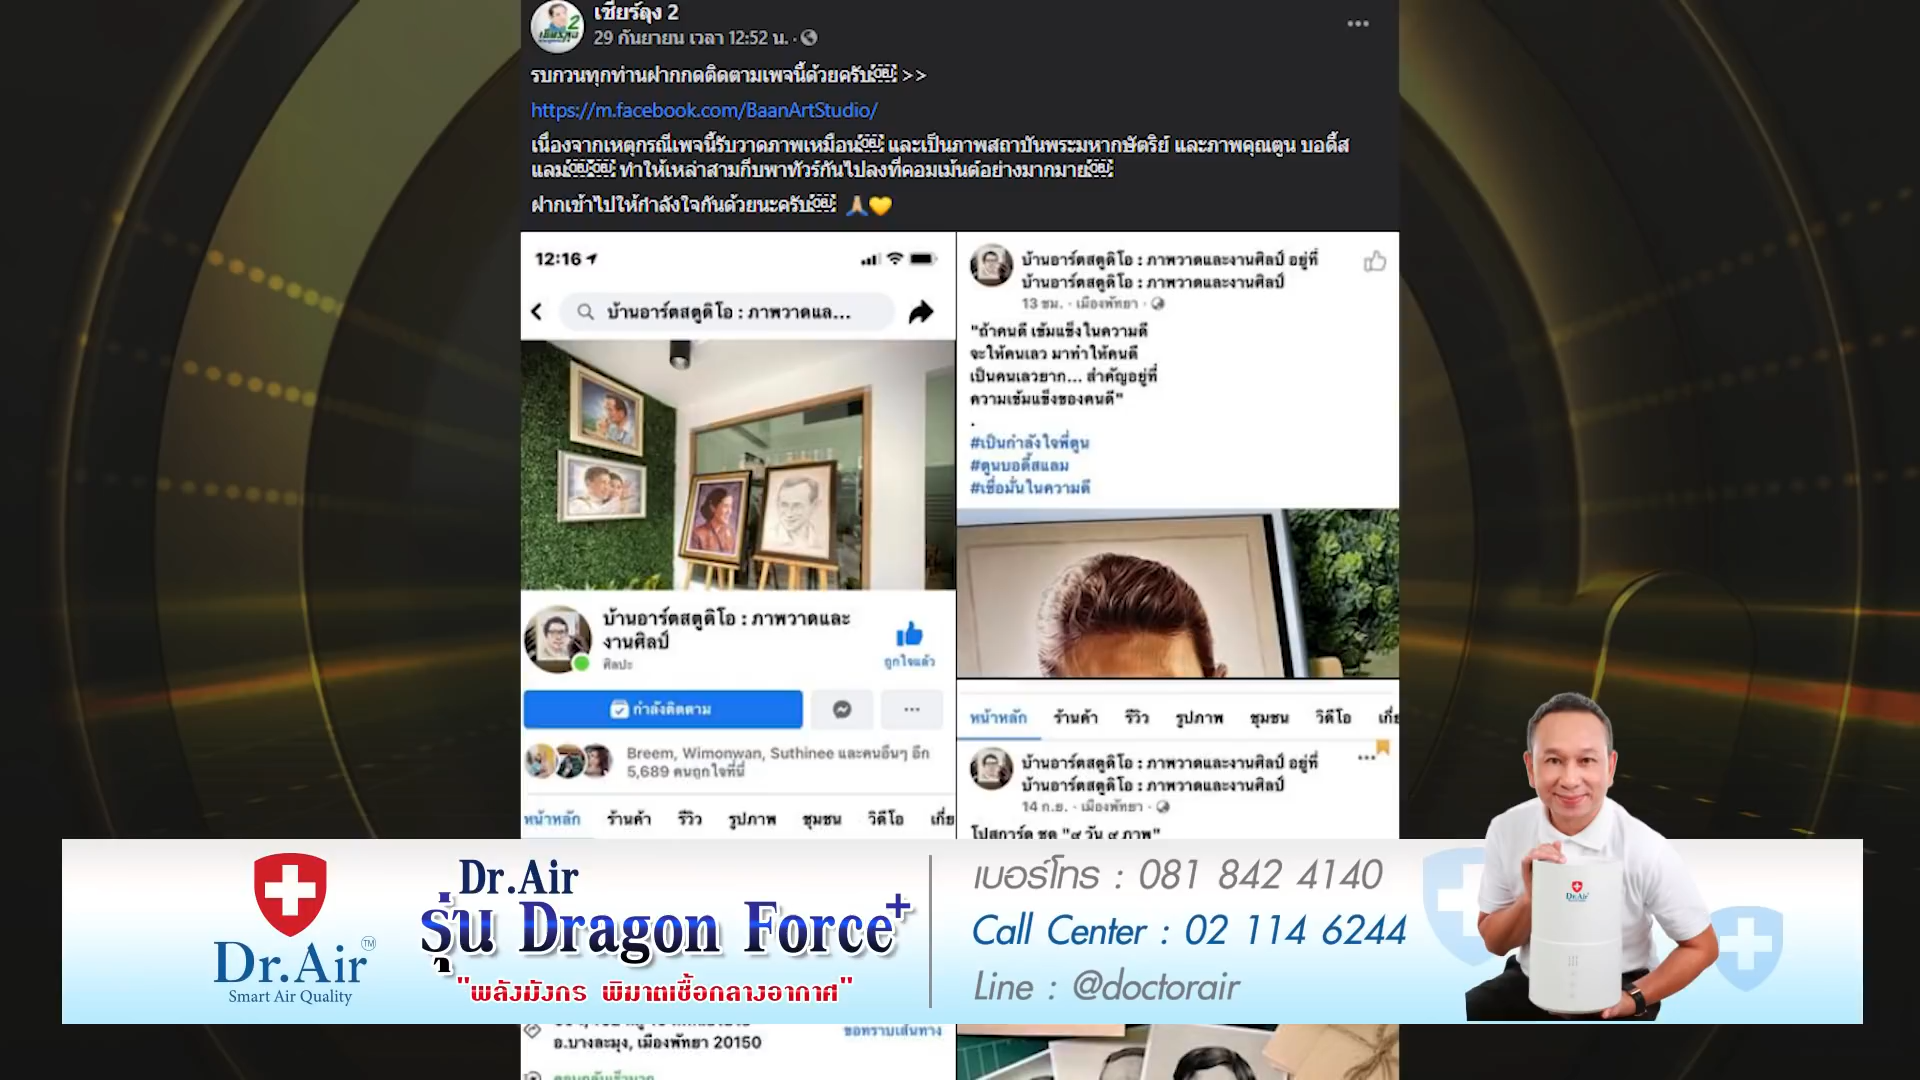 เชียร์ลุง 2
29 กันยายน เวลา 12:52 น. ·
รบกวนทุกท่านฝากกดติดตามเพจนี้ด้วยครับ >>
https://m.facebook.com/BaanArtStudio/
เนื่องจากเหตุกรณีเพจนี้รับวาดภาพเหมือน และเป็นภาพสถาบันพระมหากษัตริย์ และภาพคุณตูน บอดี้ส
แลม ทำให้เหล่าสามกีบพาทัวร์กันไปลงที่คอมเม้นต์อย่างมากมาย
ฝากเข้าไปให้กำลังใจกันด้วยนะครับ 🙏💛
12:16
บ้านอาร์ตสตูดิโอ : ภาพวาดแล...
บ้านอาร์ตสตูดิโอ : ภาพวาดและ
งานศิลป์
ศิลปะ
ถูกใจแล้ว
กำลังติดตาม
Breem, Wimonwan, Suthinee และคนอื่นๆ อีก
5,689 คนถูกใจที่นี่
หน้าหลัก ร้านค้า รีวิว รูปภาพ ชุมชน วิดีโอ เกี่ย
อ.บางละมุง, เมืองพัทยา 20150
ขอทราบเส้นทาง
บ้านอาร์ตสตูดิโอ : ภาพวาดและงานศิลป์ อยู่ที่
บ้านอาร์ตสตูดิโอ : ภาพวาดและงานศิลป์
13 ชม. · เมืองพัทยา ·
"ถ้าคนดี เข้มแข็งในความดี
จะให้คนเลว มาทำให้คนดี
เป็นคนเลวยาก... สำคัญอยู่ที่
ความเข้มแข็งของคนดี"
.
#เป็นกำลังใจพี่ตูน
#ตูนบอดี้สแลม
#เชื่อมั่นในความดี
หน้าหลัก ร้านค้า รีวิว รูปภาพ ชุมชน วิดีโอ เกี่ย
บ้านอาร์ตสตูดิโอ : ภาพวาดและงานศิลป์ อยู่ที่
บ้านอาร์ตสตูดิโอ : ภาพวาดและงานศิลป์
14 ก.ย. · เมืองพัทยา ·
โปสการ์ด ชุด "๙ วัน ๙ ภาพ"
Dr.Air™
Smart Air Quality
Dr.Air
รุ่น Dragon Force+
"พลังมังกร พิฆาตเชื้อกลางอากาศ"
เบอร์โทร : 081 842 4140
Call Center : 02 114 6244
Line : @doctorair
Dr.Air